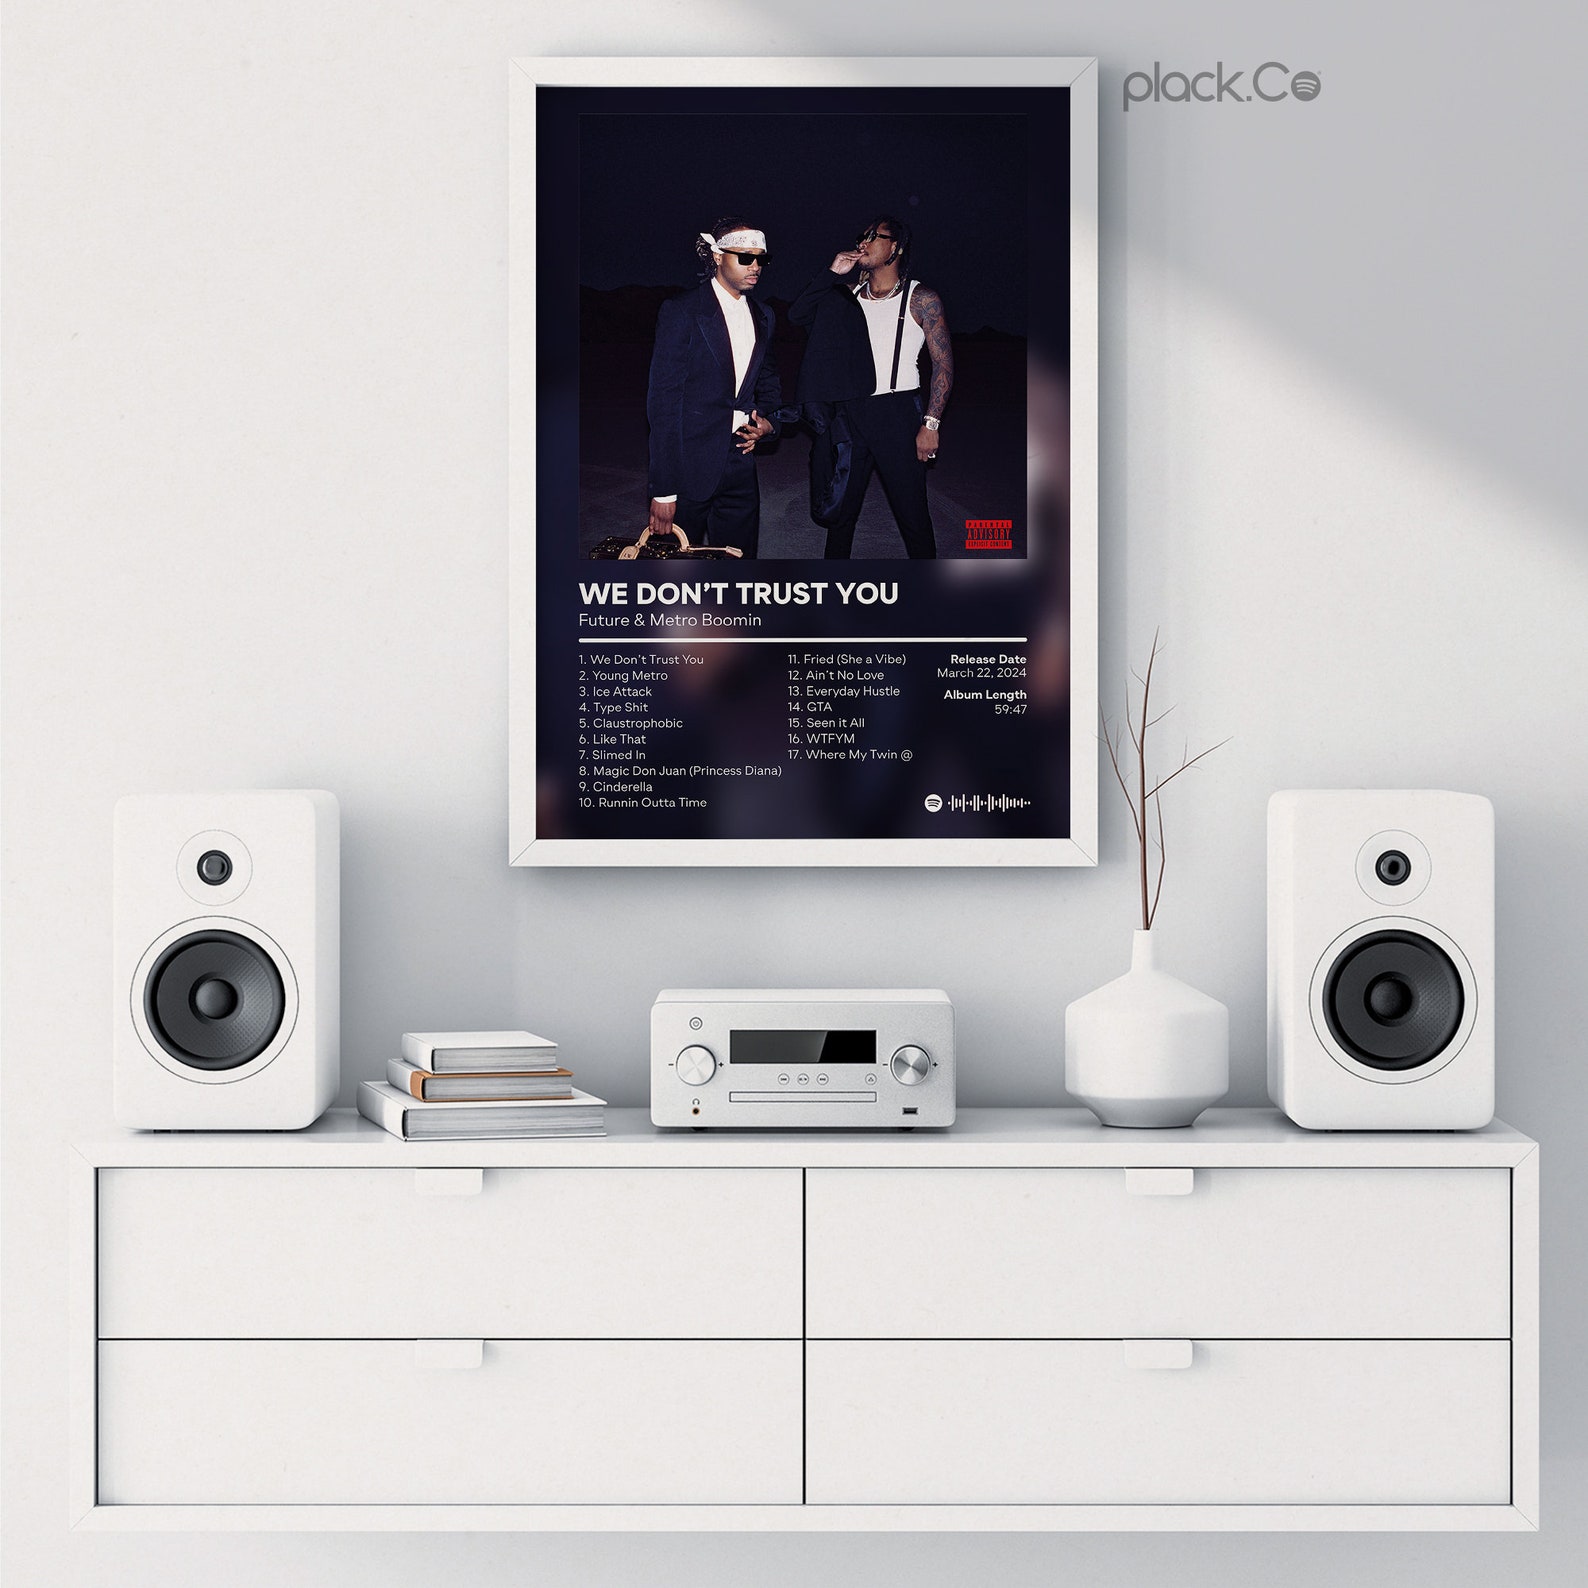 plack.Co
PARENTAL
ADVISORY
EXPLICIT CONTENT
WE DON'T TRUST YOU
Future & Metro Boomin
1. We Don't Trust You
2. Young Metro
3. Ice Attack
4. Type Shit
5. Claustrophobic
6. Like That
7. Slimed In
8. Magic Don Juan (Princess Diana)
9. Cinderella
10. Runnin Outta Time
11. Fried (She a Vibe)
12. Ain't No Love
13. Everyday Hustle
14. GTA
15. Seen it All
16. WTFYM
17. Where My Twin @
Release Date
March 22, 2024
Album Length
59:47